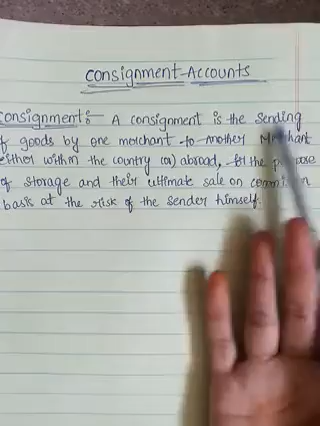 Consignment Accounts
Consignment:- A consignment is the sending
of goods by one merchant to another Merchant
either within the country (or) abroad, for the purpose
of storage and their ultimate sale on commission
basis at the risk of the sender himself.